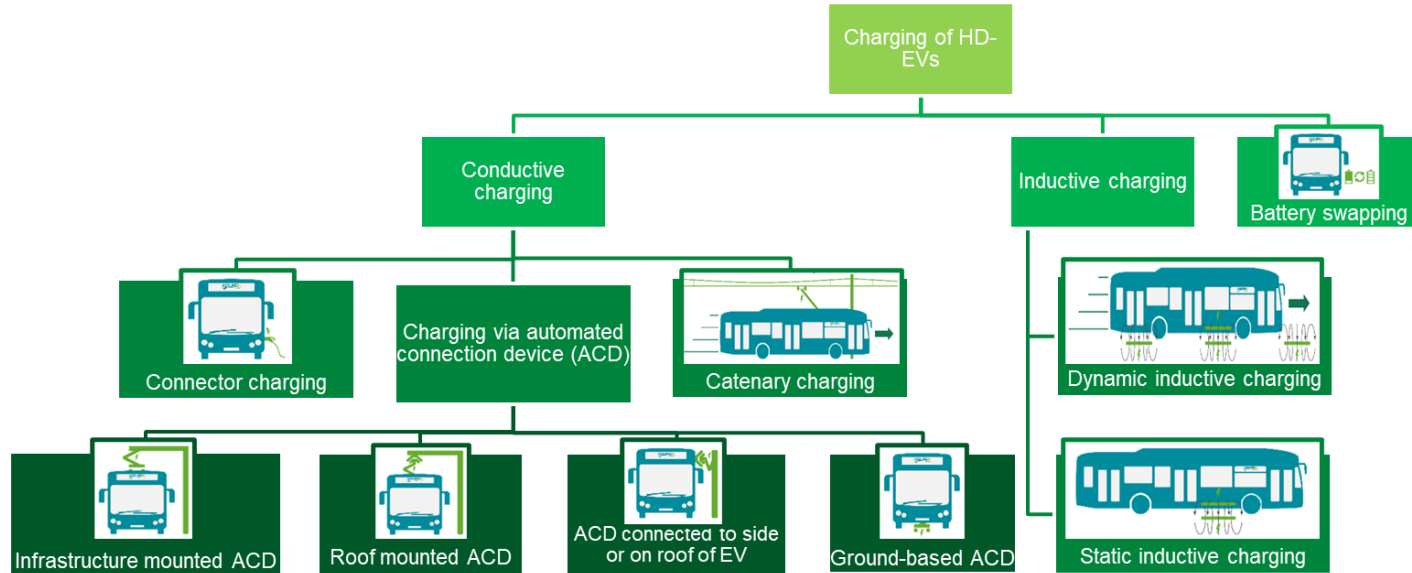 Charging of HD-
EVs
Conductive
charging
Inductive charging
Battery swapping
Connector charging
Charging via automated
connection device (ACD)
Catenary charging
Dynamic inductive charging
Infrastructure mounted ACD
Roof mounted ACD
ACD connected to side
or on roof of EV
Ground-based ACD
Static inductive charging